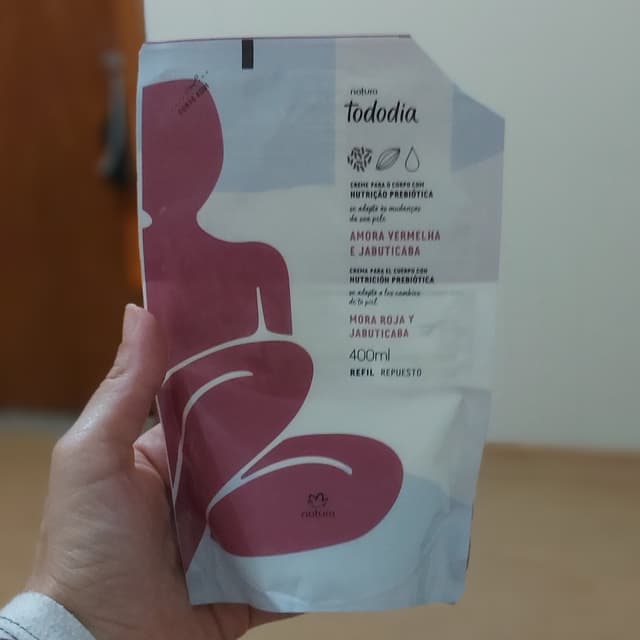 natura
tododia
CREME PARA O CORPO COM
NUTRIÇÃO PREBIÓTICA
se adapta às mudanças
da sua pele
AMORA VERMELHA
E JABUTICABA
CREMA PARA EL CUERPO CON
NUTRICIÓN PREBIÓTICA
se adapta a los cambios
de tu piel
MORA ROJA Y
JABUTICABA
400ml
REFIL REPUESTO
natura